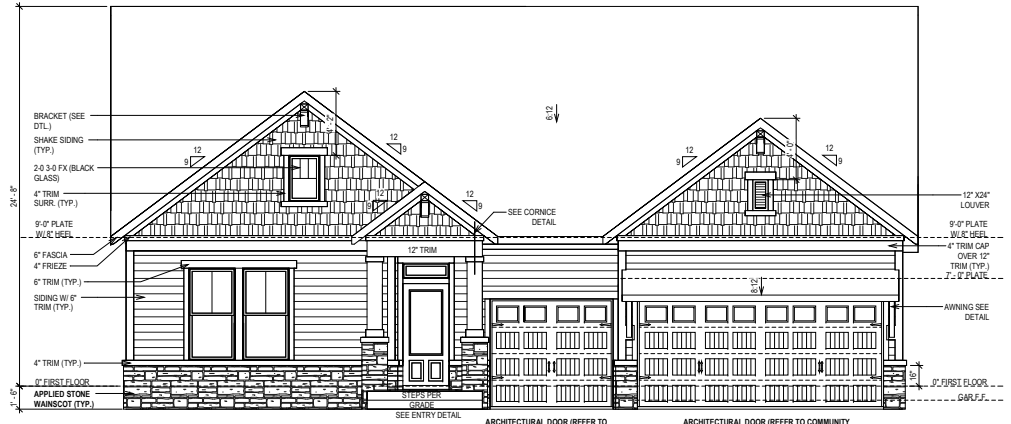 BRACKET (SEE
DTL.)
SHAKE SIDING
(TYP.)
2-0 3-0 FX (BLACK
GLASS)
4" TRIM
SURR. (TYP.)
9'-0" PLATE
W/ 8" HEEL
6" FASCIA
4" FRIEZE
6" TRIM (TYP.)
SIDING W/ 6"
TRIM (TYP.)
4" TRIM (TYP.)
0" FIRST FLOOR
APPLIED STONE
WAINSCOT (TYP.)
24' - 8"
1' - 6"
12
9
4' - 2"
12
9
12
9
12
9
6:12
SEE CORNICE
DETAIL
12" TRIM
STEPS PER
GRADE
SEE ENTRY DETAIL
12
9
12
9
8:12
12" X24"
LOUVER
9'-0" PLATE
W/ 8" HEEL
4" TRIM CAP
OVER 12"
TRIM (TYP.)
7' - 0" PLATE
AWNING SEE
DETAIL
16"
0" FIRST FLOOR
GAR F.F.
ARCHITECTURAL DOOR (REFER TO
ARCHITECTURAL DOOR (REFER TO COMMUNITY